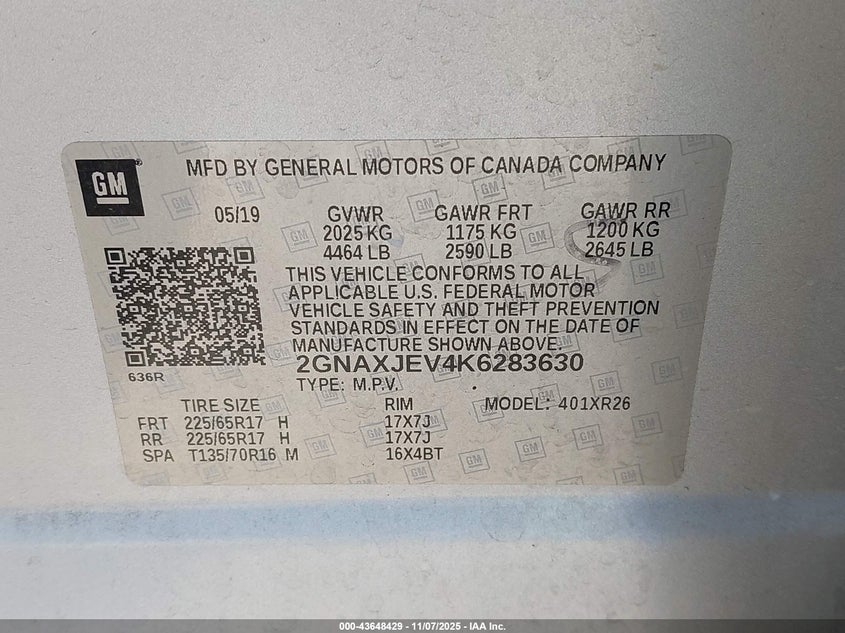 GM
MFD BY GENERAL MOTORS OF CANADA COMPANY
05/19 GVWR GAWR FRT GAWR RR
2025 KG 1175 KG 1200 KG
4464 LB 2590 LB 2645 LB
THIS VEHICLE CONFORMS TO ALL
APPLICABLE U.S. FEDERAL MOTOR
VEHICLE SAFETY AND THEFT PREVENTION
STANDARDS IN EFFECT ON THE DATE OF
MANUFACTURE SHOWN ABOVE.
2GNAXJEV4K6283630
636R
TYPE: M.P.V.
TIRE SIZE RIM MODEL: 401XR26
FRT 225/65R17 H 17X7J
RR 225/65R17 H 17X7J
SPA T135/70R16 M 16X4BT
000-43648429 - 11/07/2025 - IAA Inc.